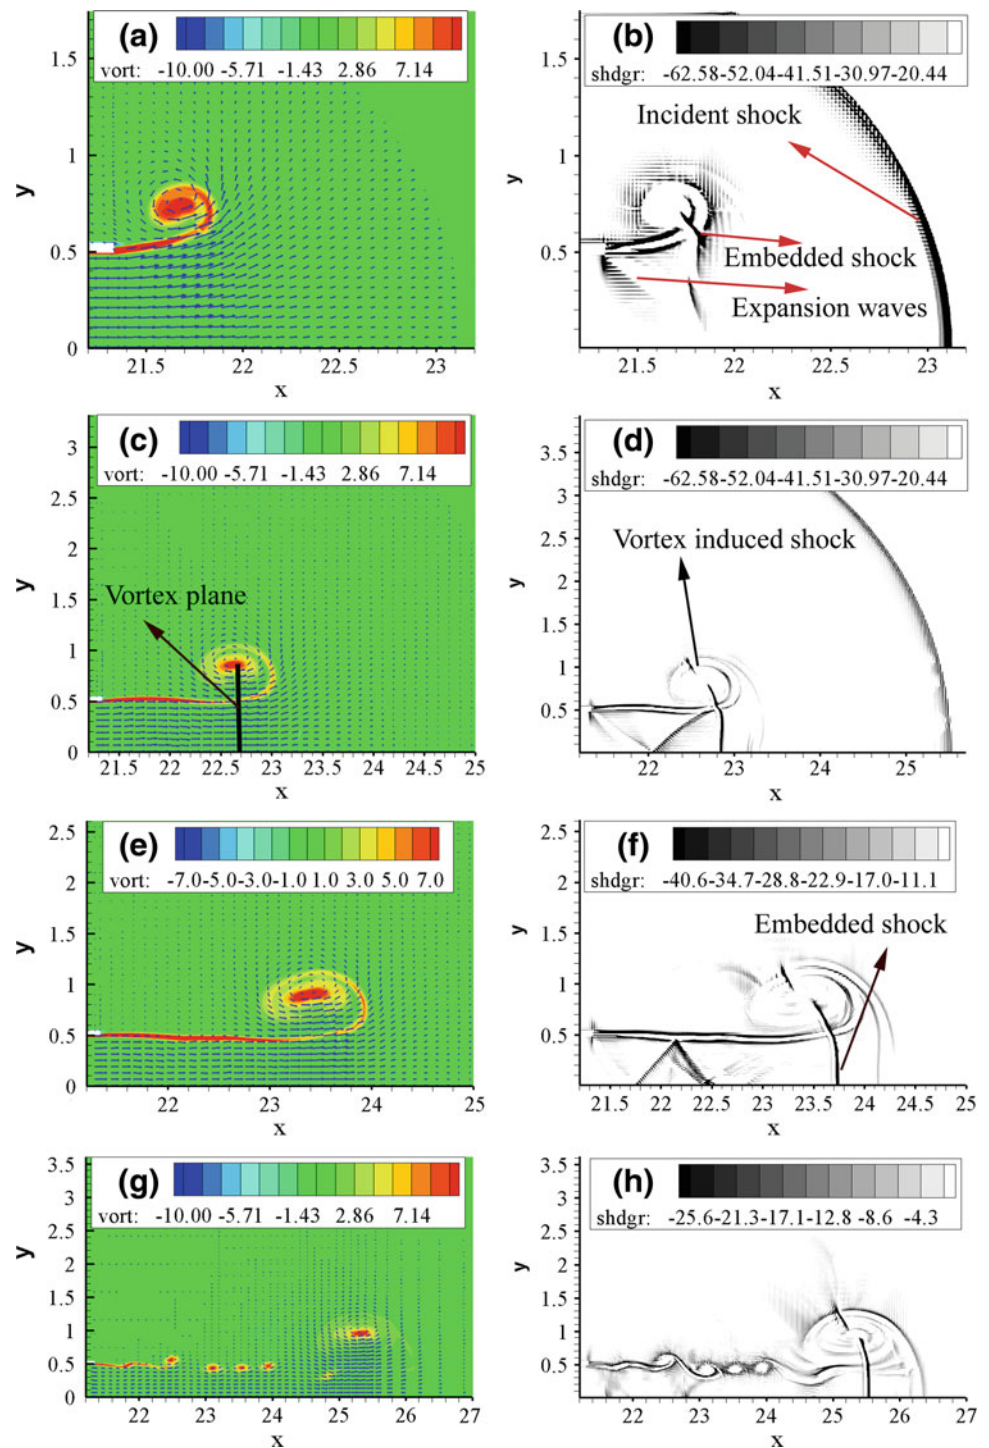 (a)
vort: -10.00 -5.71 -1.43 2.86 7.14
y
1.5
1
0.5
0
21.5 22 22.5 23
x
(b)
shdgr: -62.58-52.04-41.51-30.97-20.44
Incident shock
Embedded shock
Expansion waves
y
1.5
1
0.5
0
21.5 22 22.5 23
x
(c)
vort: -10.00 -5.71 -1.43 2.86 7.14
Vortex plane
y
3
2.5
2
1.5
1
0.5
0
21.5 22 22.5 23 23.5 24 24.5 25
x
(d)
shdgr: -62.58-52.04-41.51-30.97-20.44
Vortex induced shock
y
3.5
3
2.5
2
1.5
1
0.5
22 23 24 25
x
(e)
vort: -7.0-5.0-3.0-1.0 1.0 3.0 5.0 7.0
y
2.5
2
1.5
1
0.5
0
22 23 24 25
x
(f)
shdgr: -40.6-34.7-28.8-22.9-17.0-11.1
Embedded shock
y
2.5
2
1.5
1
0.5
0
21.5 22 22.5 23 23.5 24 24.5 25
x
(g)
vort: -10.00 -5.71 -1.43 2.86 7.14
y
3.5
3
2.5
2
1.5
1
0.5
0
22 23 24 25 26 27
x
(h)
shdgr: -25.6-21.3-17.1-12.8 -8.6 -4.3
y
3.5
3
2.5
2
1.5
1
0.5
0
22 23 24 25 26 27
x